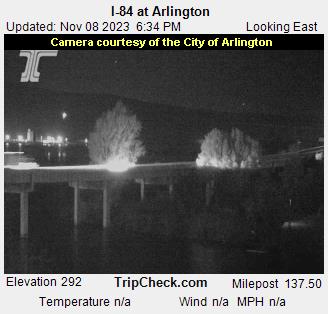 I-84 at Arlington
Updated: Nov 08 2023 6:34 PM Looking East
Camera courtesy of the City of Arlington
Elevation 292 TripCheck.com Milepost 137.50
Temperature n/a Wind n/a MPH n/a